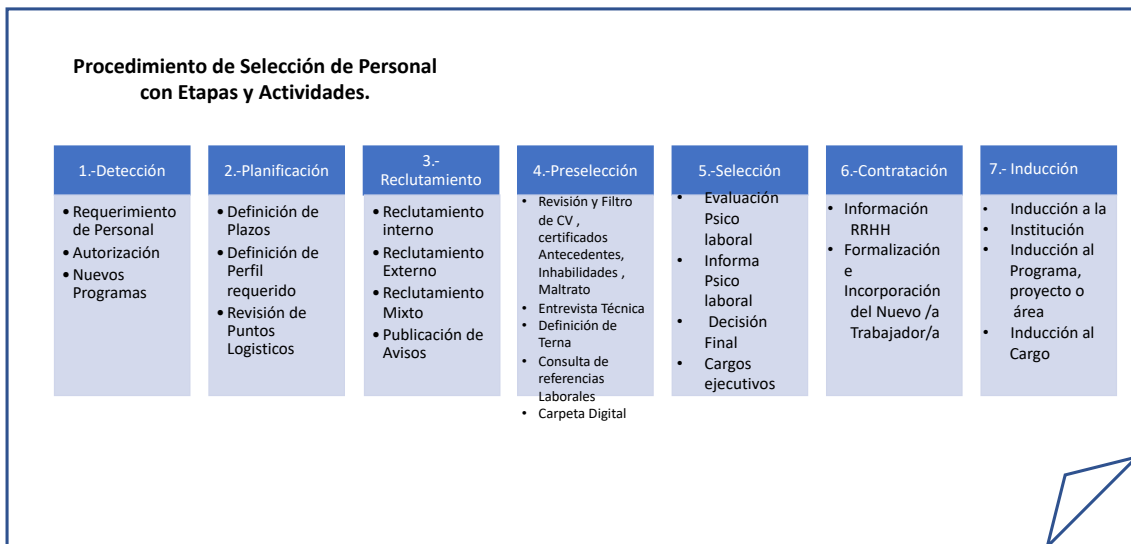 Procedimiento de Selección de Personal
con Etapas y Actividades.
1.-Detección
• Requerimiento
de Personal
• Autorización
• Nuevos
Programas
2.-Planificación
• Definición de
Plazos
• Definición de
Perfil
requerido
• Revisión de
Puntos
Logisticos
3.-
Reclutamiento
• Reclutamiento
interno
• Reclutamiento
Externo
• Reclutamiento
Mixto
• Publicación de
Avisos
4.-Preselección
• Revisión y Filtro
de CV ,
certificados
Antecedentes,
Inhabilidades ,
Maltrato
• Entrevista Técnica
• Definición de
Terna
• Consulta de
referencias
Laborales
• Carpeta Digital
5.-Selección
• Evaluación
Psico
laboral
• Informa
Psico
laboral
• Decisión
Final
• Cargos
ejecutivos
6.-Contratación
• Información
RRHH
• Formalización
e
Incorporación
del Nuevo /a
Trabajador/a
7.- Inducción
• Inducción a la
• Institución
• Inducción al
Programa,
proyecto o
área
• Inducción al
Cargo